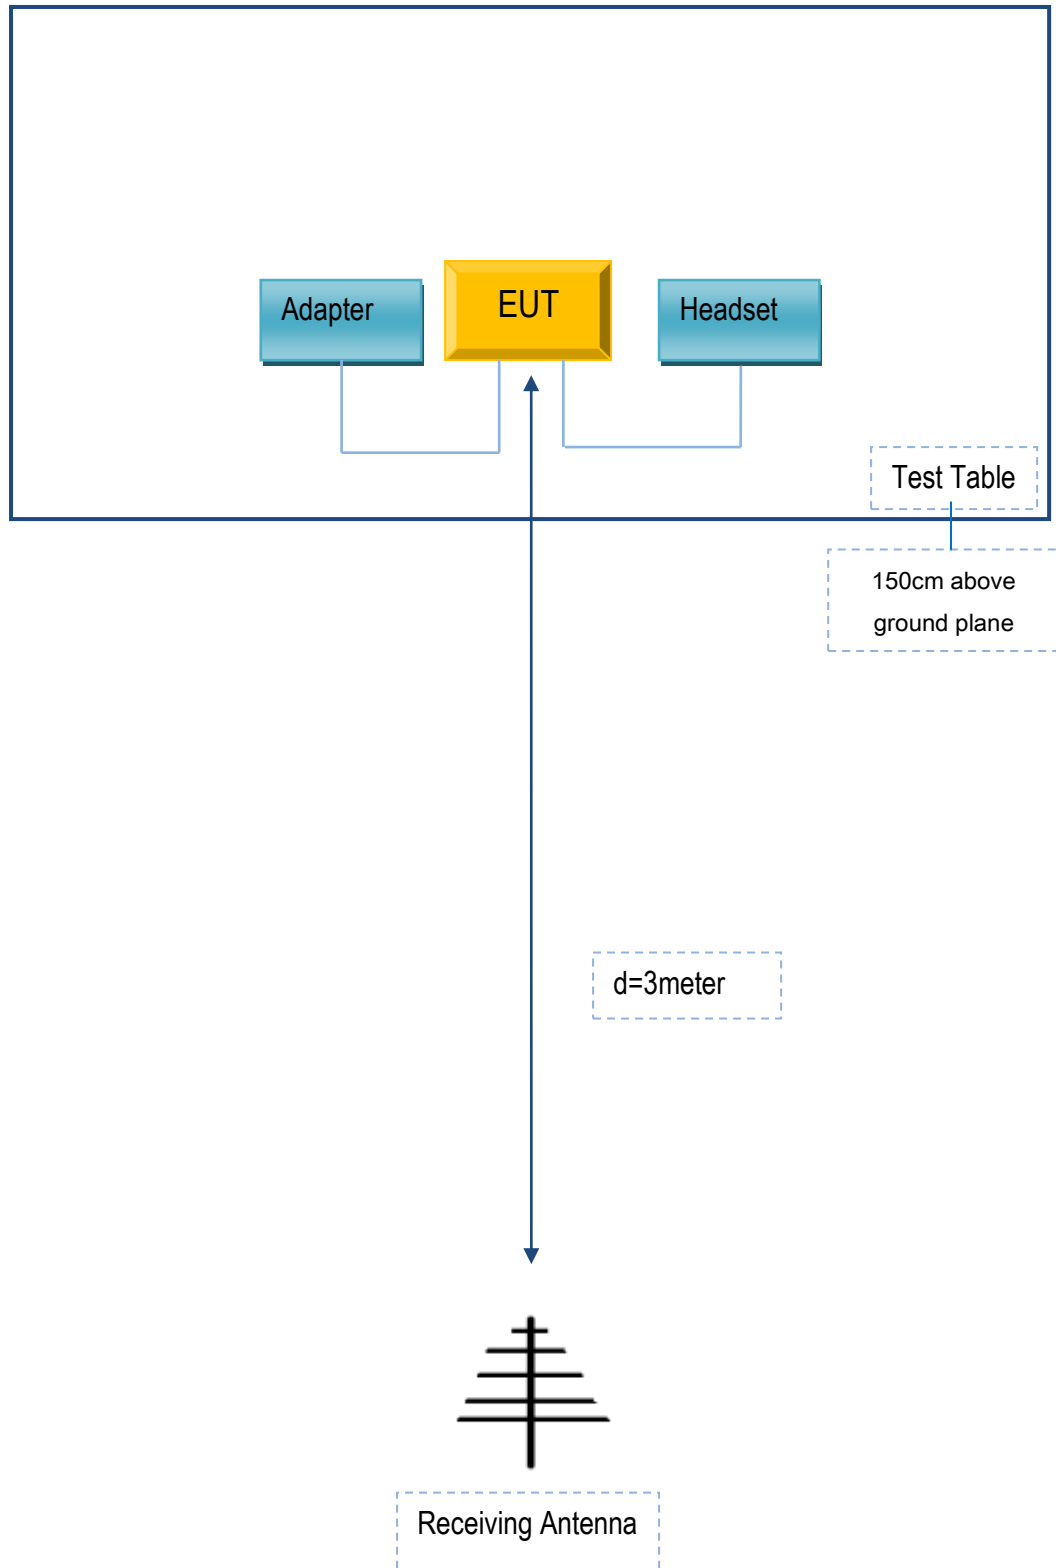 Adapter
EUT
Headset
Test Table
150cm above
ground plane
d=3meter
Receiving Antenna